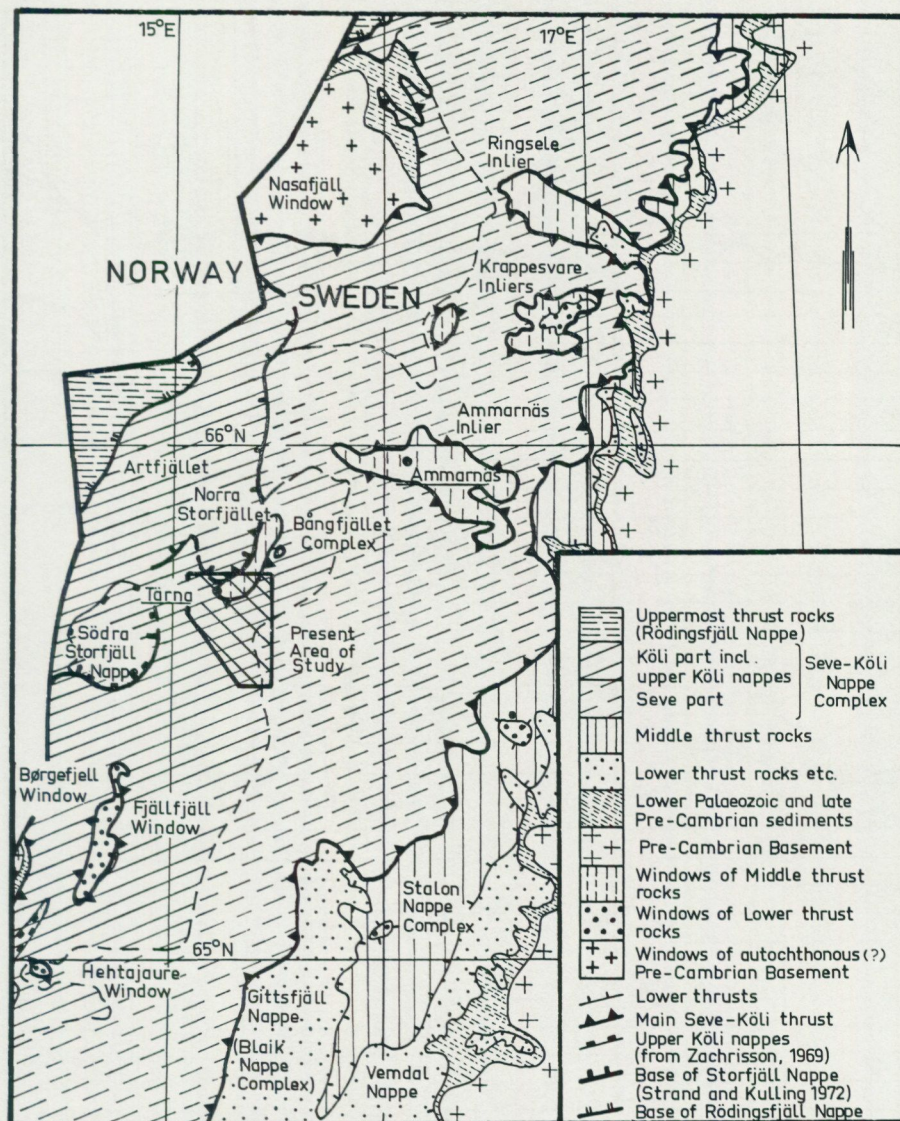 15°E
17°E
Ringsele
Inlier
Nasafjäll
Window
NORWAY
SWEDEN
Krappesvare
Inliers
Ammarnäs
Inlier
66°N
Artfjället
Ammarnäs
Norra
Storfjället
Bångfjället
Complex
Tärna
Södra
Storfjäll
Nappe
Present
Area of
Study
Børgefjell
Window
Fjällfjäll
Window
Stalon
Nappe
Complex
65°N
Hehtajaure
Window
Gittsfjäll
Nappe
(Blaik
Nappe
Complex)
Vemdal
Nappe
Uppermost thrust rocks
(Rödingsfjäll Nappe)
Köli part incl.
upper Köli nappes
Seve part
Seve-Köli
Nappe
Complex
Middle thrust rocks
Lower thrust rocks etc.
Lower Palaeozoic and late
Pre-Cambrian sediments
Pre-Cambrian Basement
Windows of Middle thrust
rocks
Windows of Lower thrust
rocks
Windows of autochthonous(?)
Pre-Cambrian Basement
Lower thrusts
Main Seve-Köli thrust
Upper Köli nappes
(from Zachrisson, 1969)
Base of Storfjäll Nappe
(Strand and Kulling 1972)
Base of Rödingsfjäll Nappe